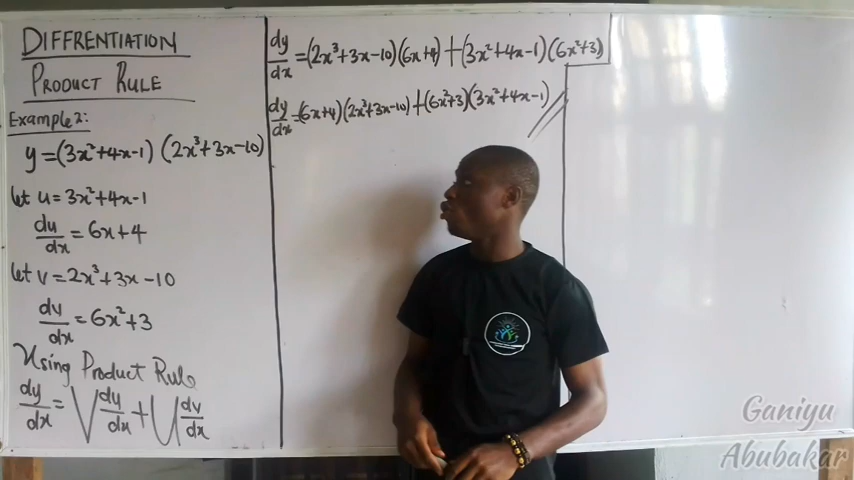 DIFFRENTIATION
PRODUCT RULE
Example 2:
y=(3x²+4x-1) (2x³+3x-10)
let u = 3x²+4x-1
du/dx = 6x+4
let v = 2x³+3x-10
dv/dx = 6x²+3
Using Product Rule
dy/dx = V dy/dx + U dv/dx
dy/dx = (2x³+3x-10)(6x+4)+(3x²+4x-1)(6x²+3)
dy/dx = (6x+4)(2x³+3x-10)+(6x²+3)(3x²+4x-1)
Ganiyu
Abubakar